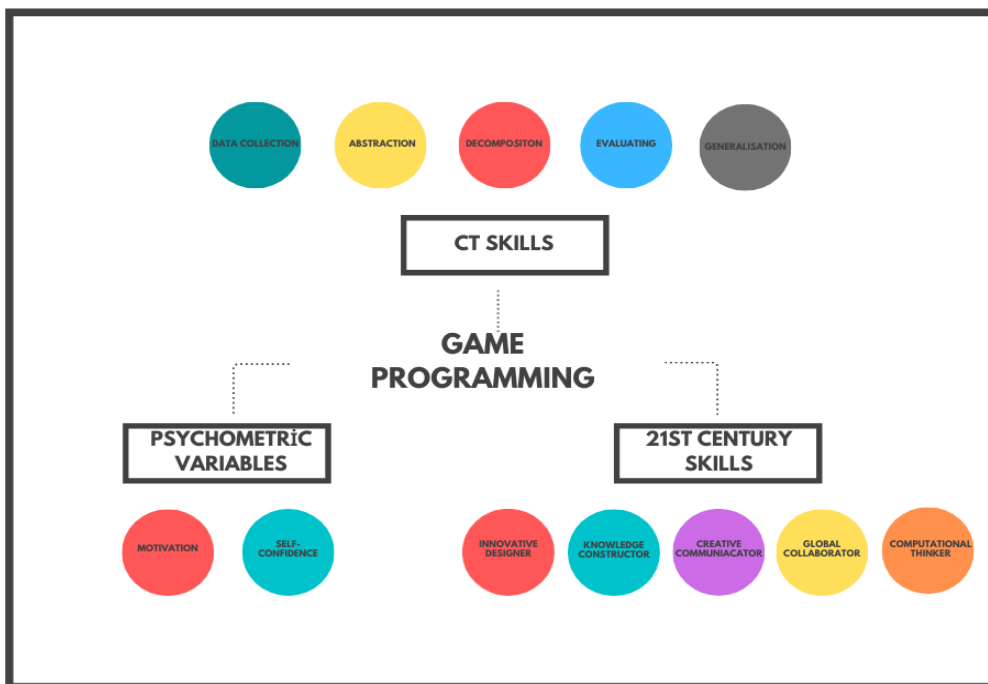 DATA COLLECTION
ABSTRACTION
DECOMPOSITON
EVALUATING
GENERALISATION
CT SKILLS
GAME
PROGRAMMING
PSYCHOMETRİC
VARIABLES
21ST CENTURY
SKILLS
MOTIVATION
SELF-
CONFIDENCE
INNOVATIVE
DESIGNER
KNOWLEDGE
CONSTRUCTOR
CREATIVE
COMMUNIACATOR
GLOBAL
COLLABORATOR
COMPUTATIONAL
THINKER